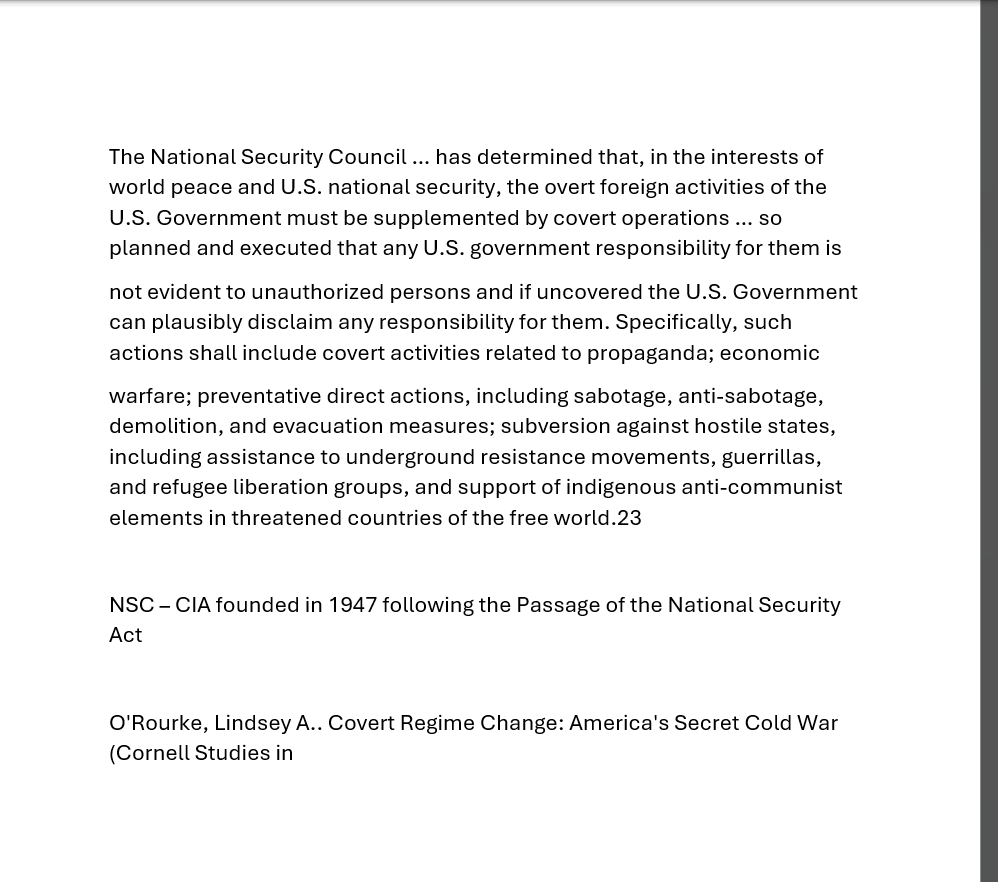 The National Security Council ... has determined that, in the interests of
world peace and U.S. national security, the overt foreign activities of the
U.S. Government must be supplemented by covert operations ... so
planned and executed that any U.S. government responsibility for them is
not evident to unauthorized persons and if uncovered the U.S. Government
can plausibly disclaim any responsibility for them. Specifically, such
actions shall include covert activities related to propaganda; economic
warfare; preventative direct actions, including sabotage, anti-sabotage,
demolition, and evacuation measures; subversion against hostile states,
including assistance to underground resistance movements, guerrillas,
and refugee liberation groups, and support of indigenous anti-communist
elements in threatened countries of the free world.23
NSC – CIA founded in 1947 following the Passage of the National Security
Act
O'Rourke, Lindsey A.. Covert Regime Change: America's Secret Cold War
(Cornell Studies in